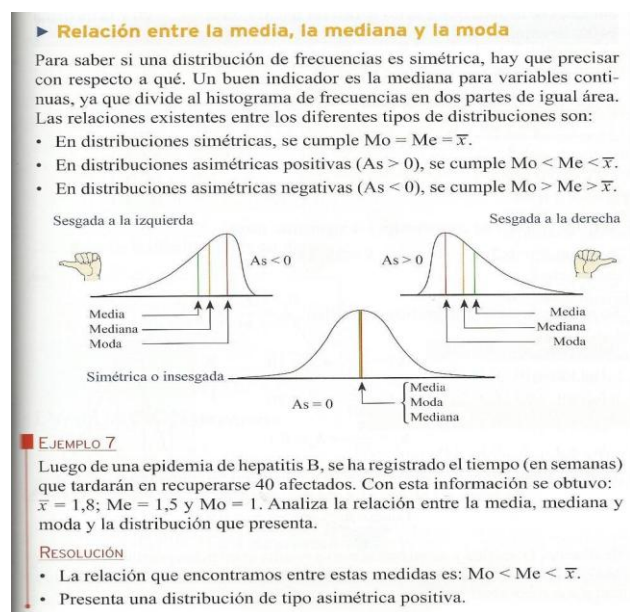 ► Relación entre la media, la mediana y la moda
Para saber si una distribución de frecuencias es simétrica, hay que precisar
con respecto a qué. Un buen indicador es la mediana para variables conti-
nuas, ya que divide al histograma de frecuencias en dos partes de igual área.
Las relaciones existentes entre los diferentes tipos de distribuciones son:
• En distribuciones simétricas, se cumple Mo = Me = x̅.
• En distribuciones asimétricas positivas (As > 0), se cumple Mo < Me < x̅.
• En distribuciones asimétricas negativas (As < 0), se cumple Mo > Me > x̅.
Sesgada a la izquierda
As < 0
Media
Mediana
Moda
Sesgada a la derecha
As > 0
Media
Mediana
Moda
Simétrica o insesgada
As = 0
Media
Moda
Mediana
EJEMPLO 7
Luego de una epidemia de hepatitis B, se ha registrado el tiempo (en semanas)
que tardarán en recuperarse 40 afectados. Con esta información se obtuvo:
x̅ = 1,8; Me = 1,5 y Mo = 1. Analiza la relación entre la media, mediana y
moda y la distribución que presenta.
RESOLUCIÓN
• La relación que encontramos entre estas medidas es: Mo < Me < x̅.
• Presenta una distribución de tipo asimétrica positiva.